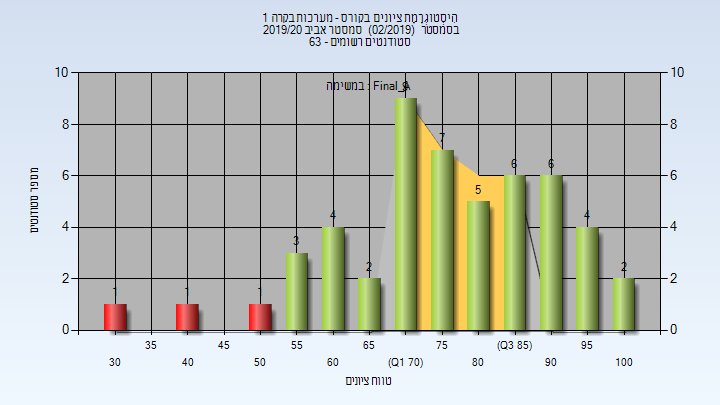 היסטוגרמת ציונים בקורס - מערכות בקרה 1
בסמסטר (02/2019) סמסטר אביב 2019/20
סטודנטים רשומים - 63
במשימה : Final_A
מספר סטודנטים
10 10
8 8
6 6
4 4
2 2
0 0
1 1 1 3 4 2 9 7 5 6 6 4 2
35 45 55 65 75 (Q3 85) 95
30 40 50 60 (Q1 70) 80 90 100
טווח ציונים